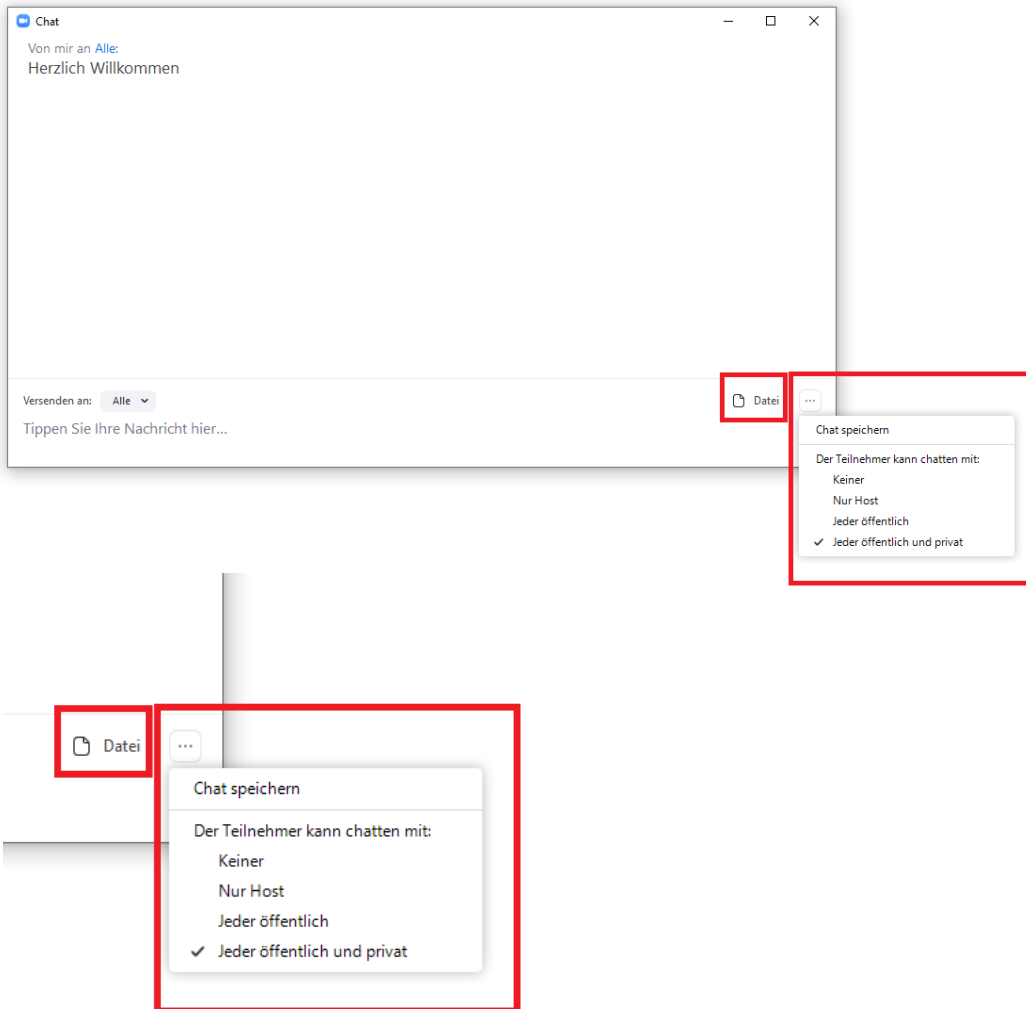 Chat
Von mir an Alle:
Herzlich Willkommen
Versenden an: Alle
Datei
...
Tippen Sie Ihre Nachricht hier...
Chat speichern
Der Teilnehmer kann chatten mit:
Keiner
Nur Host
Jeder öffentlich
Jeder öffentlich und privat
Datei
...
Chat speichern
Der Teilnehmer kann chatten mit:
Keiner
Nur Host
Jeder öffentlich
Jeder öffentlich und privat